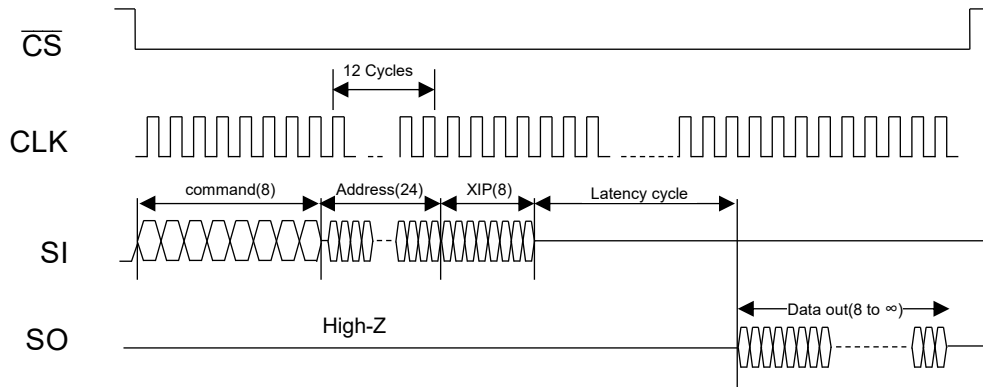 CS
12 Cycles
CLK
command(8) Address(24) XIP(8) Latency cycle
SI
Data out(8 to ∞)
High-Z
SO